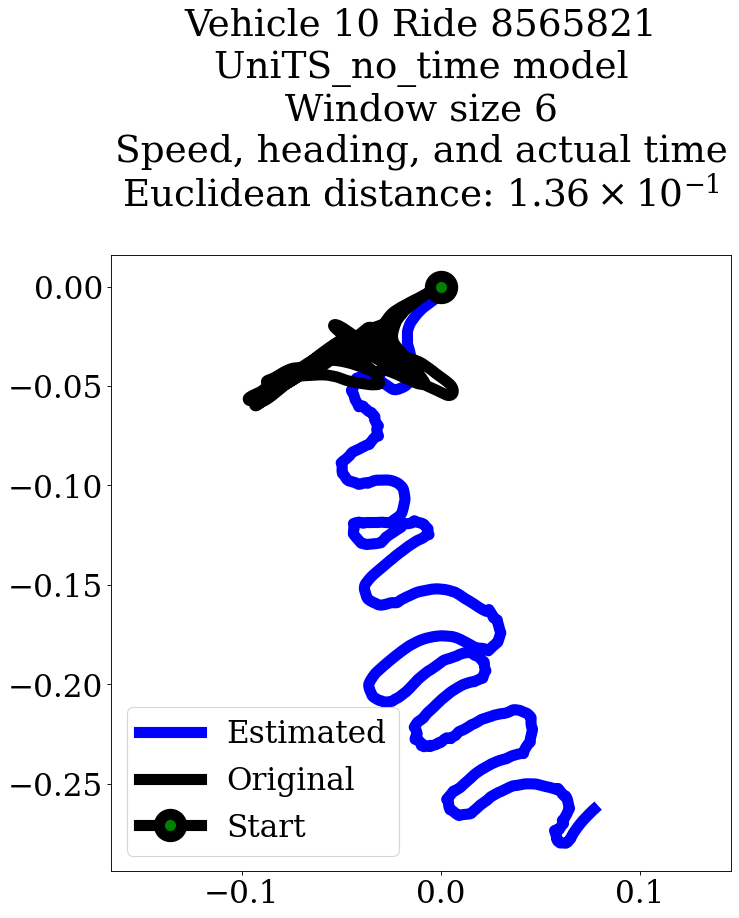 Vehicle 10 Ride 8565821
UniTS_no_time model
Window size 6
Speed, heading, and actual time
Euclidean distance: 1.36 × 10⁻¹
0.00
−0.05
−0.10
−0.15
−0.20
−0.25
Estimated
Original
Start
−0.1
0.0
0.1